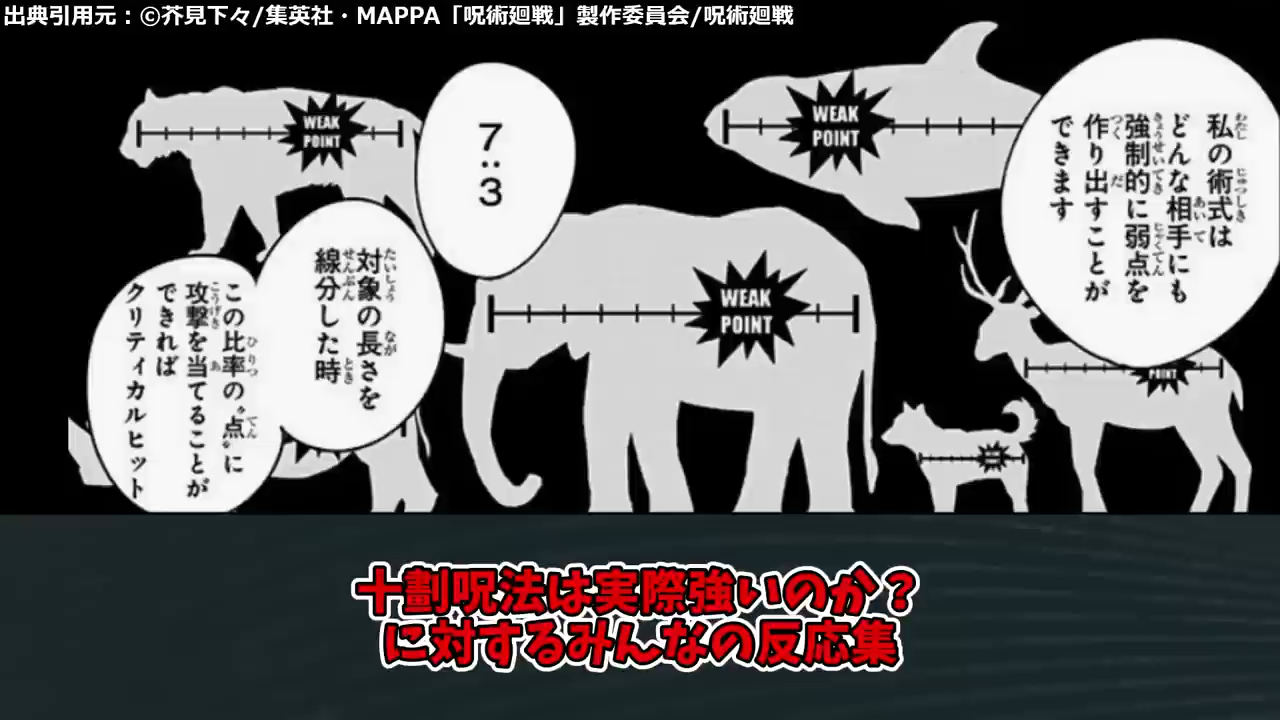 出典引用元：©芥見下々/集英社・MAPPA「呪術廻戦」製作委員会/呪術廻戦
私の術式は
どんな相手にも
強制的に弱点を
作り出すことが
できます
7:3
対象の長さを
線分した時
この比率の〝点〟に
攻撃を当てることが
できれば
クリティカルヒット
WEAK
POINT
WEAK
POINT
WEAK
POINT
十劃呪法は実際強いのか？
に対するみんなの反応集